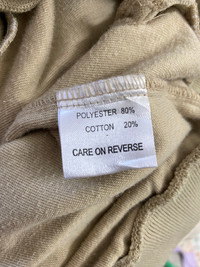 POLYESTER 80%
COTTON 20%
CARE ON REVERSE